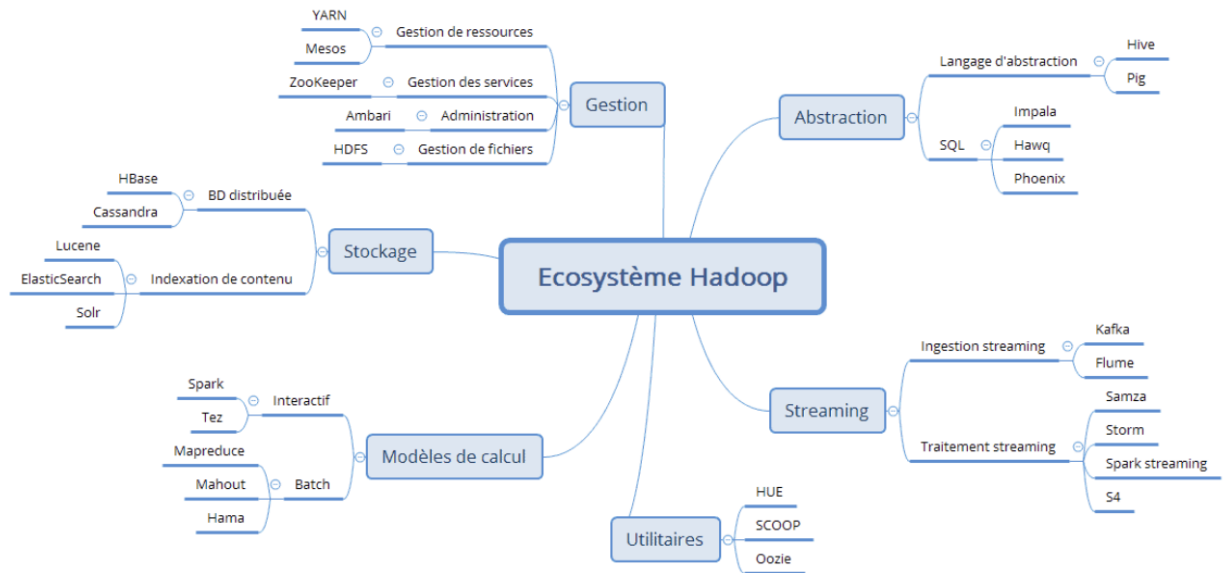 Ecosystème Hadoop
Gestion
Gestion de ressources
YARN
Mesos
Gestion des services
ZooKeeper
Administration
Ambari
Gestion de fichiers
HDFS
Stockage
BD distribuée
HBase
Cassandra
Indexation de contenu
Lucene
ElasticSearch
Solr
Modèles de calcul
Interactif
Spark
Tez
Batch
Mapreduce
Mahout
Hama
Abstraction
Langage d'abstraction
Hive
Pig
SQL
Impala
Hawq
Phoenix
Streaming
Ingestion streaming
Kafka
Flume
Traitement streaming
Samza
Storm
Spark streaming
S4
Utilitaires
HUE
SCOOP
Oozie